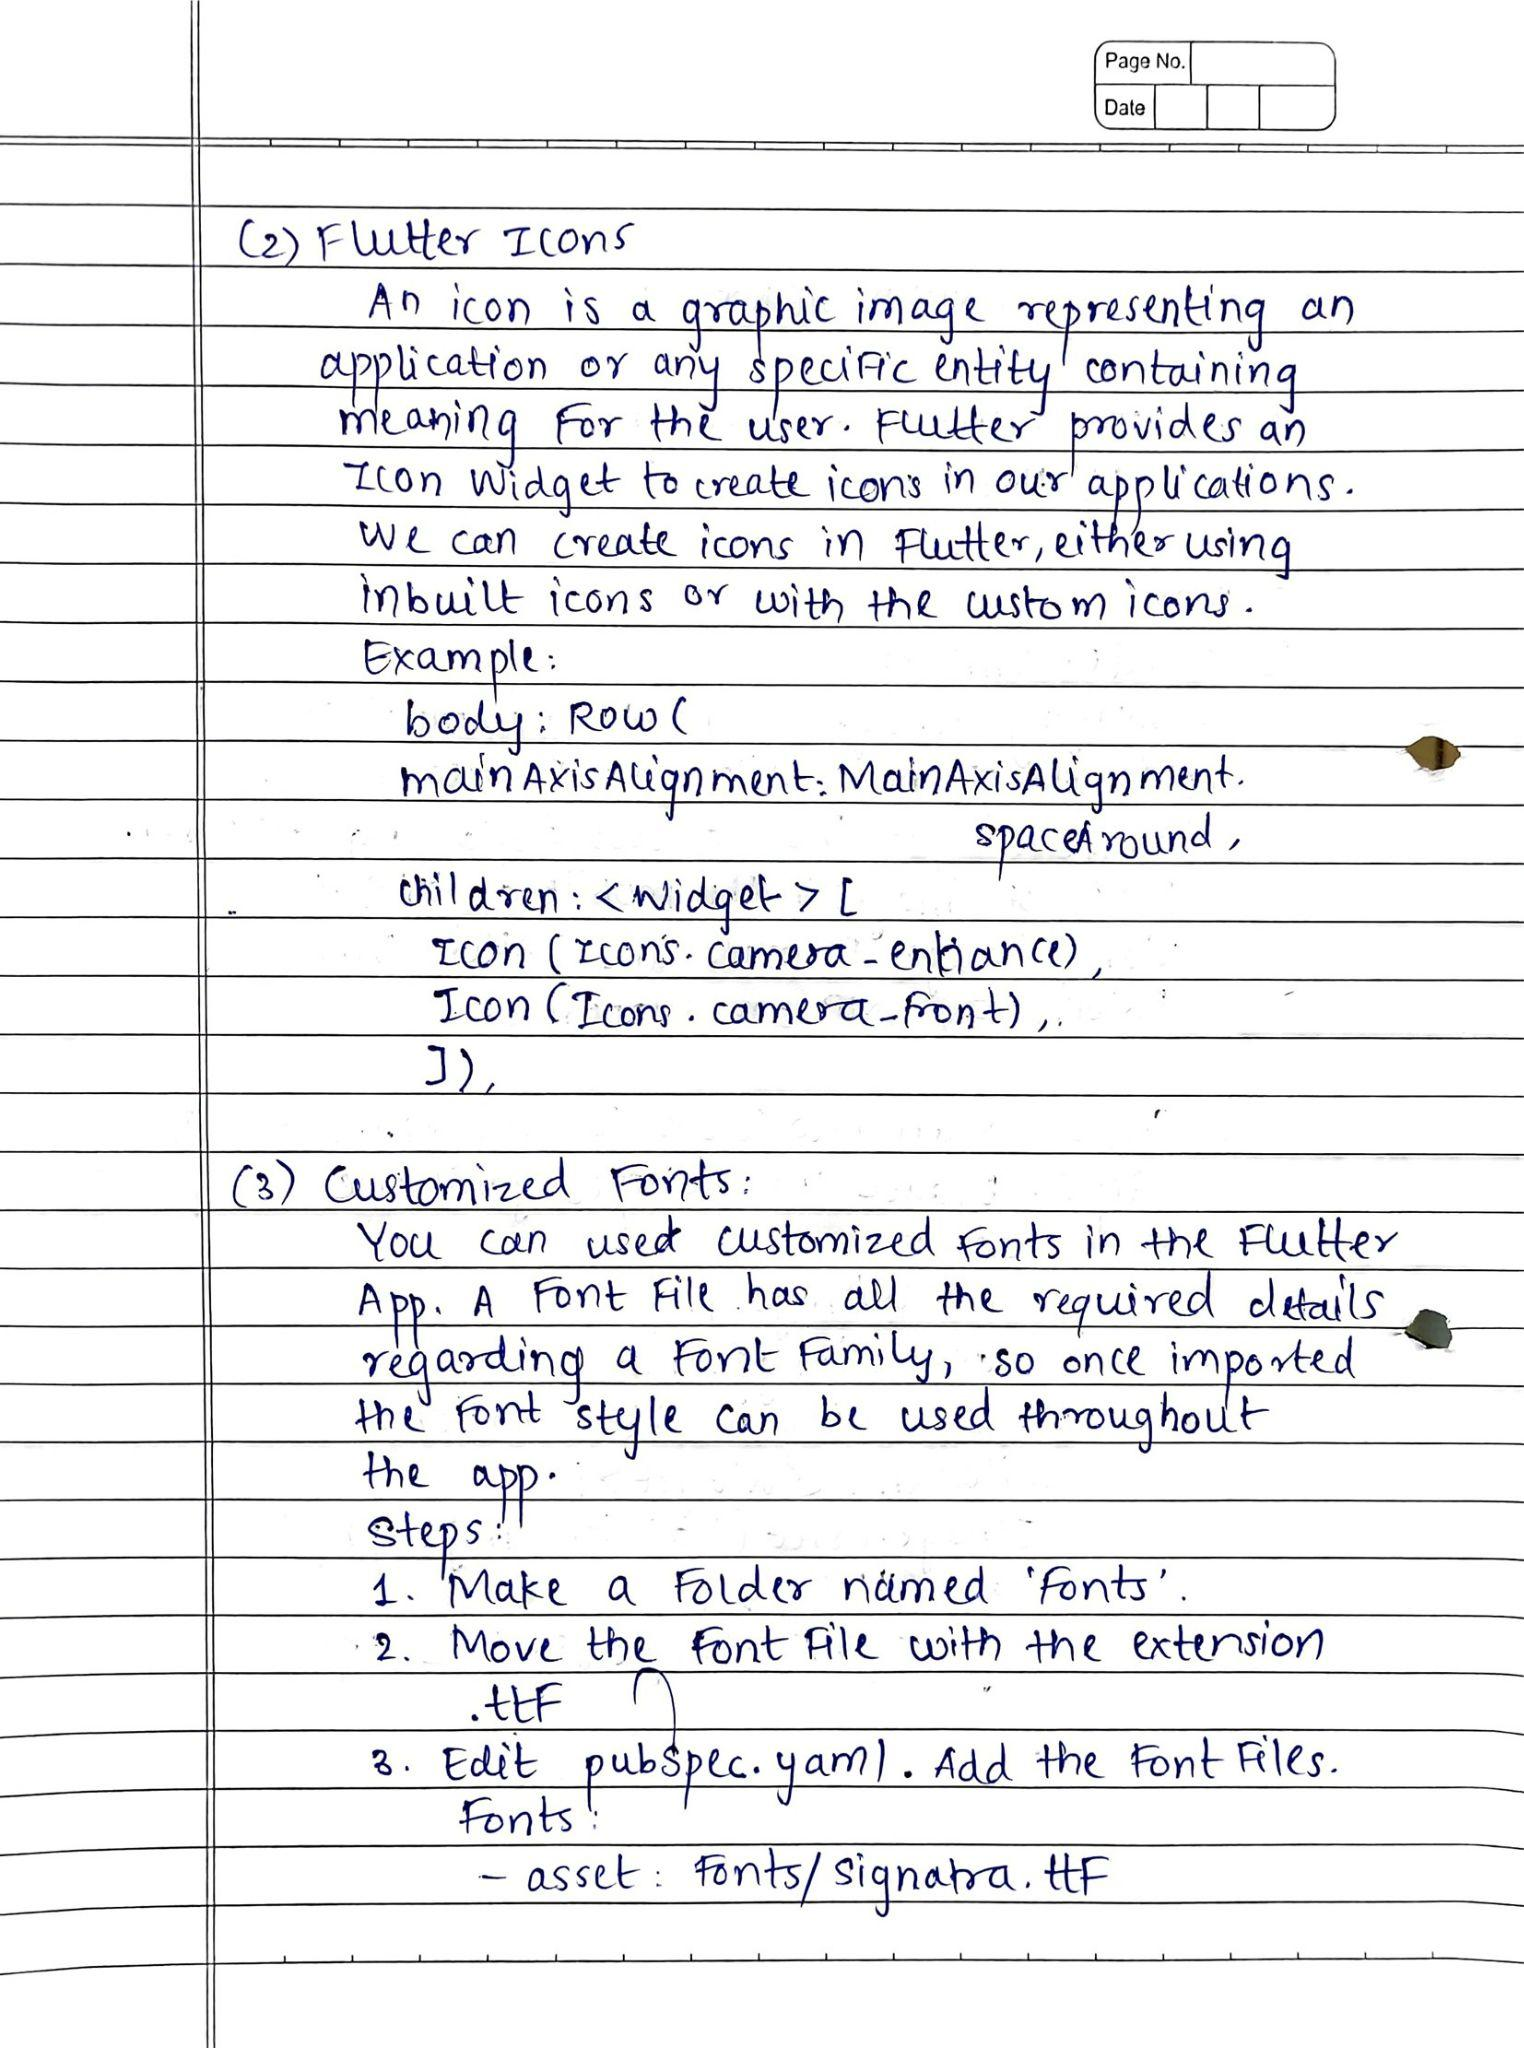 Page No.
Date
(2) Flutter Icons
An icon is a graphic image representing an
application or any specific entity containing
meaning for the user. Flutter provides an
Icon Widget to create icons in our applications.
We can create icons in Flutter, either using
inbuilt icons or with the custom icons.
Example:
body: Row(
mainAxisAlignment: MainAxisAlignment.
spaceAround,
children: <Widget>[
Icon (Icons. camera-enhance),
Icon (Icons. camera-front),
]),
(3) Customized Fonts:
You can used customized fonts in the Flutter
App. A Font File has all the required details
regarding a Font Family, so once imported
the Font style can be used throughout
the app.
Steps:
1. Make a Folder named 'Fonts'.
2. Move the Font File with the extension
.ttf
3. Edit pubspec.yaml. Add the Font Files.
Fonts:
- asset: Fonts/Signatra.ttf